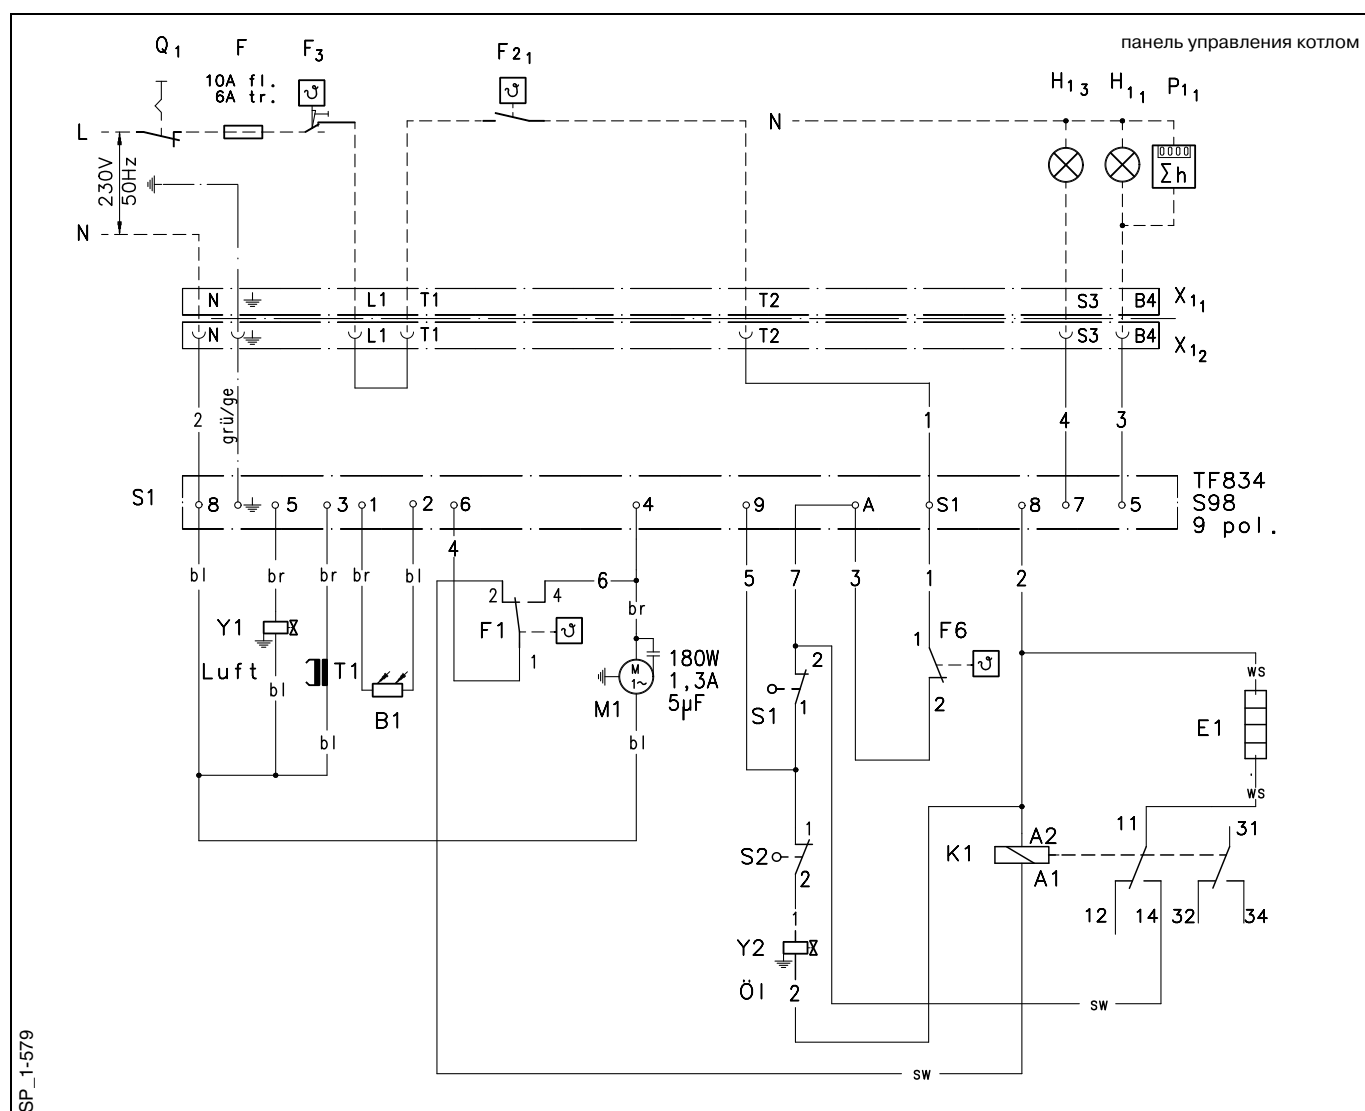 панель управления котлом
Q1 F F3 F21
10A fl.
6A tr.
H13 H11 P11
L N
0000
Σh
230V
50Hz
N
N L1 T1 T2 S3 B4 X11
N L1 T1 T2 S3 B4 X12
2 grü/ge 1 4 3
TF834
S98
9 pol.
S1 8 5 3 1 2 6 4 9 A S1 8 7 5
4
bl br br br bl 6 5 7 3 1 2
2 4
br
Y1 F1 ϑ
M
1~
180W
1,3A
5µF
1 F6 ϑ
2
Luft T1 1
bl
B1 M1 S1 1 2
ws
E1
bl bl
ws
1 11 31
S2 K1 A2
2 A1
12 14 32 34
1
Y2
Öl 2
sw
sw
SP_1-579
ϑ
ϑ